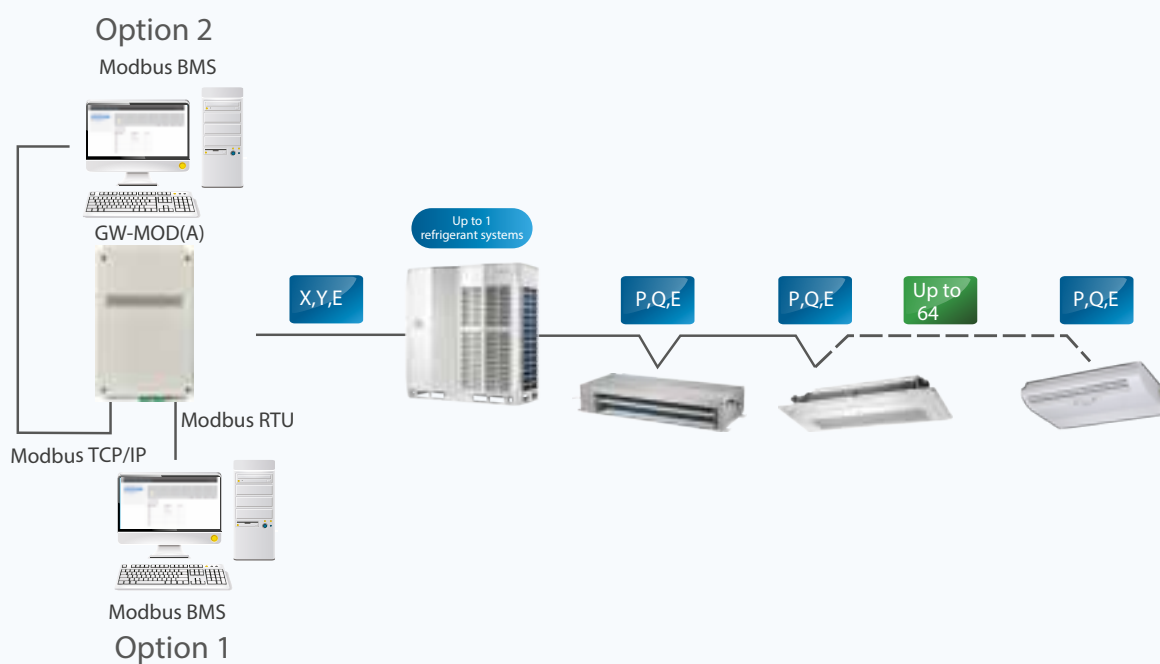 Option 2
Modbus BMS
GW-MOD(A)
Up to 1
refrigerant systems
X,Y,E
P,Q,E
P,Q,E
Up to
64
P,Q,E
Modbus RTU
Modbus TCP/IP
Modbus BMS
Option 1